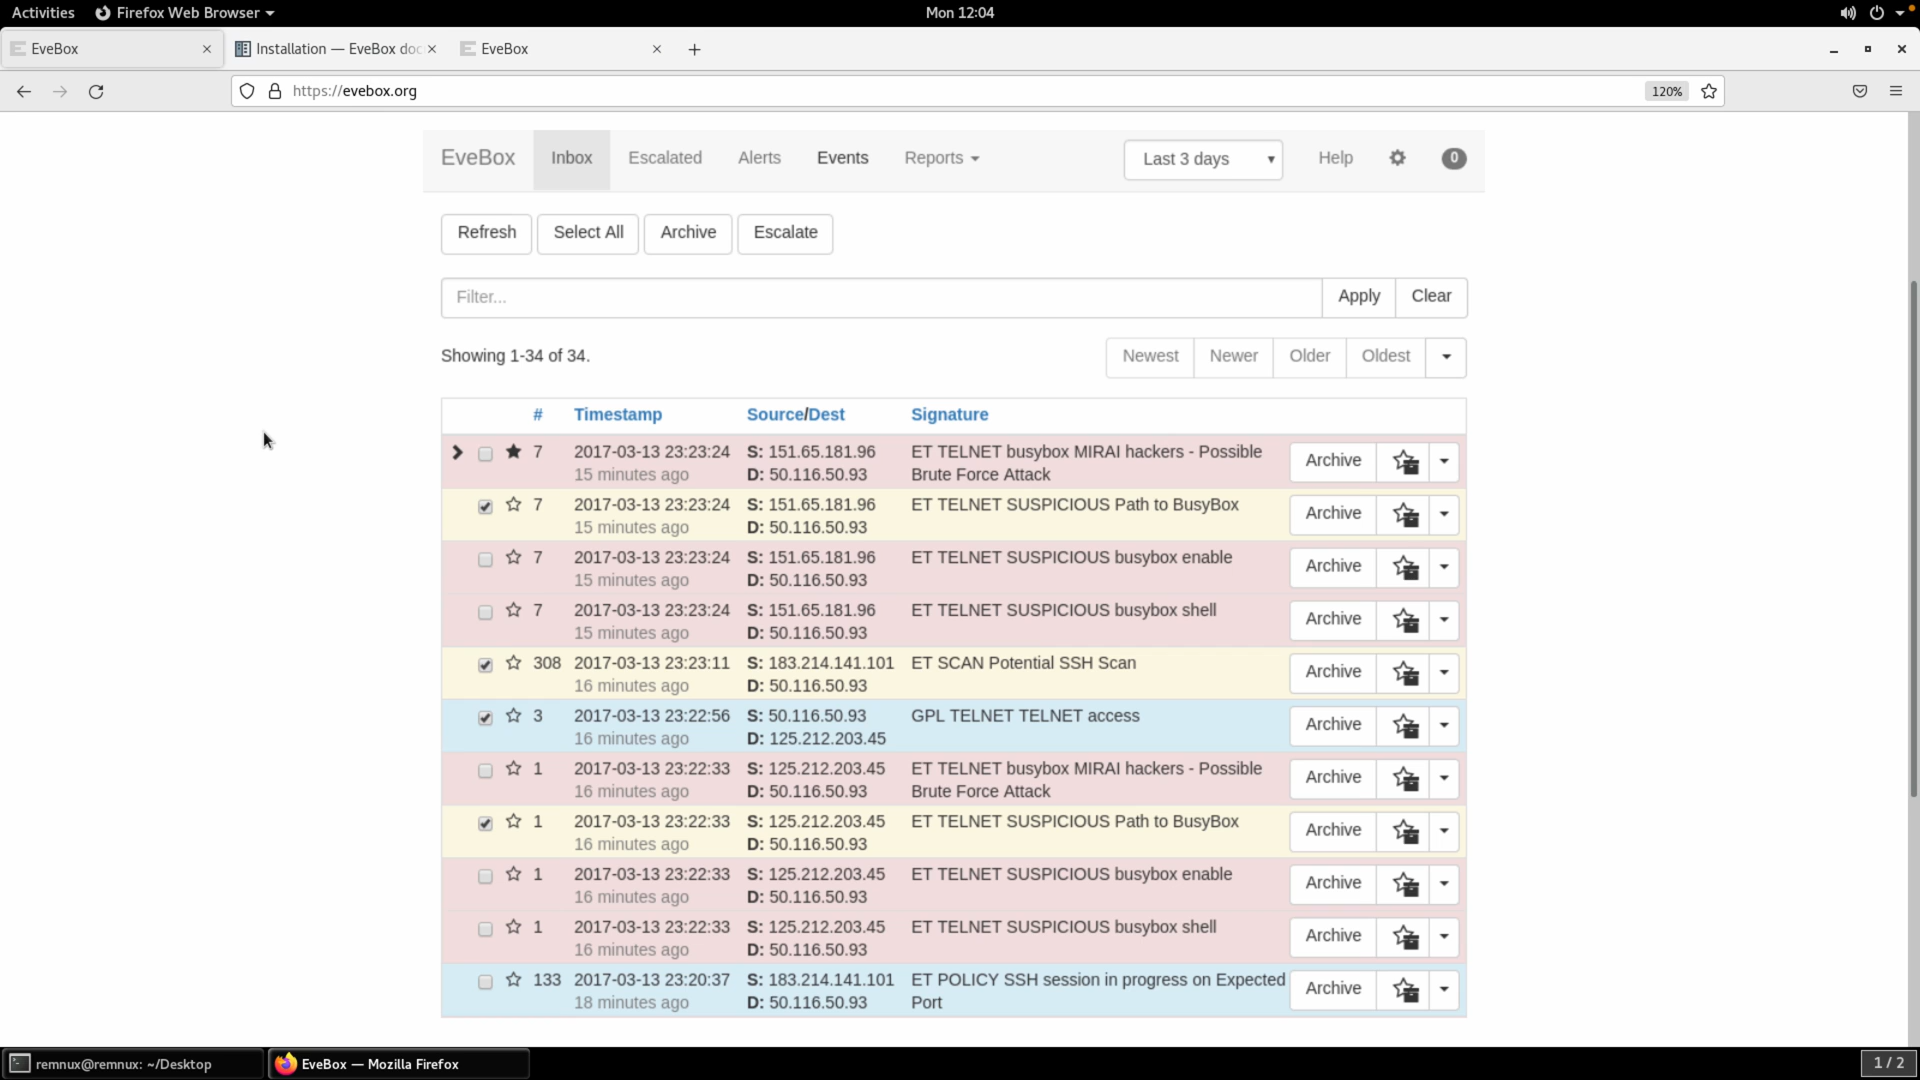 Activities Firefox Web Browser Mon 12:04
EveBox Installation — EveBox doc EveBox
https://evebox.org 120%
EveBox Inbox Escalated Alerts Events Reports Last 3 days Help 0
Refresh Select All Archive Escalate
Filter... Apply Clear
Showing 1-34 of 34. Newest Newer Older Oldest
# Timestamp Source/Dest Signature
7 2017-03-13 23:23:24 S: 151.65.181.96 ET TELNET busybox MIRAI hackers - Possible Archive
15 minutes ago D: 50.116.50.93 Brute Force Attack
7 2017-03-13 23:23:24 S: 151.65.181.96 ET TELNET SUSPICIOUS Path to BusyBox Archive
15 minutes ago D: 50.116.50.93
7 2017-03-13 23:23:24 S: 151.65.181.96 ET TELNET SUSPICIOUS busybox enable Archive
15 minutes ago D: 50.116.50.93
7 2017-03-13 23:23:24 S: 151.65.181.96 ET TELNET SUSPICIOUS busybox shell Archive
15 minutes ago D: 50.116.50.93
308 2017-03-13 23:23:11 S: 183.214.141.101 ET SCAN Potential SSH Scan Archive
16 minutes ago D: 50.116.50.93
3 2017-03-13 23:22:56 S: 50.116.50.93 GPL TELNET TELNET access Archive
16 minutes ago D: 125.212.203.45
1 2017-03-13 23:22:33 S: 125.212.203.45 ET TELNET busybox MIRAI hackers - Possible Archive
16 minutes ago D: 50.116.50.93 Brute Force Attack
1 2017-03-13 23:22:33 S: 125.212.203.45 ET TELNET SUSPICIOUS Path to BusyBox Archive
16 minutes ago D: 50.116.50.93
1 2017-03-13 23:22:33 S: 125.212.203.45 ET TELNET SUSPICIOUS busybox enable Archive
16 minutes ago D: 50.116.50.93
1 2017-03-13 23:22:33 S: 125.212.203.45 ET TELNET SUSPICIOUS busybox shell Archive
16 minutes ago D: 50.116.50.93
133 2017-03-13 23:20:37 S: 183.214.141.101 ET POLICY SSH session in progress on Expected Archive
18 minutes ago D: 50.116.50.93 Port
remnux@remnux: ~/Desktop EveBox — Mozilla Firefox 1 / 2